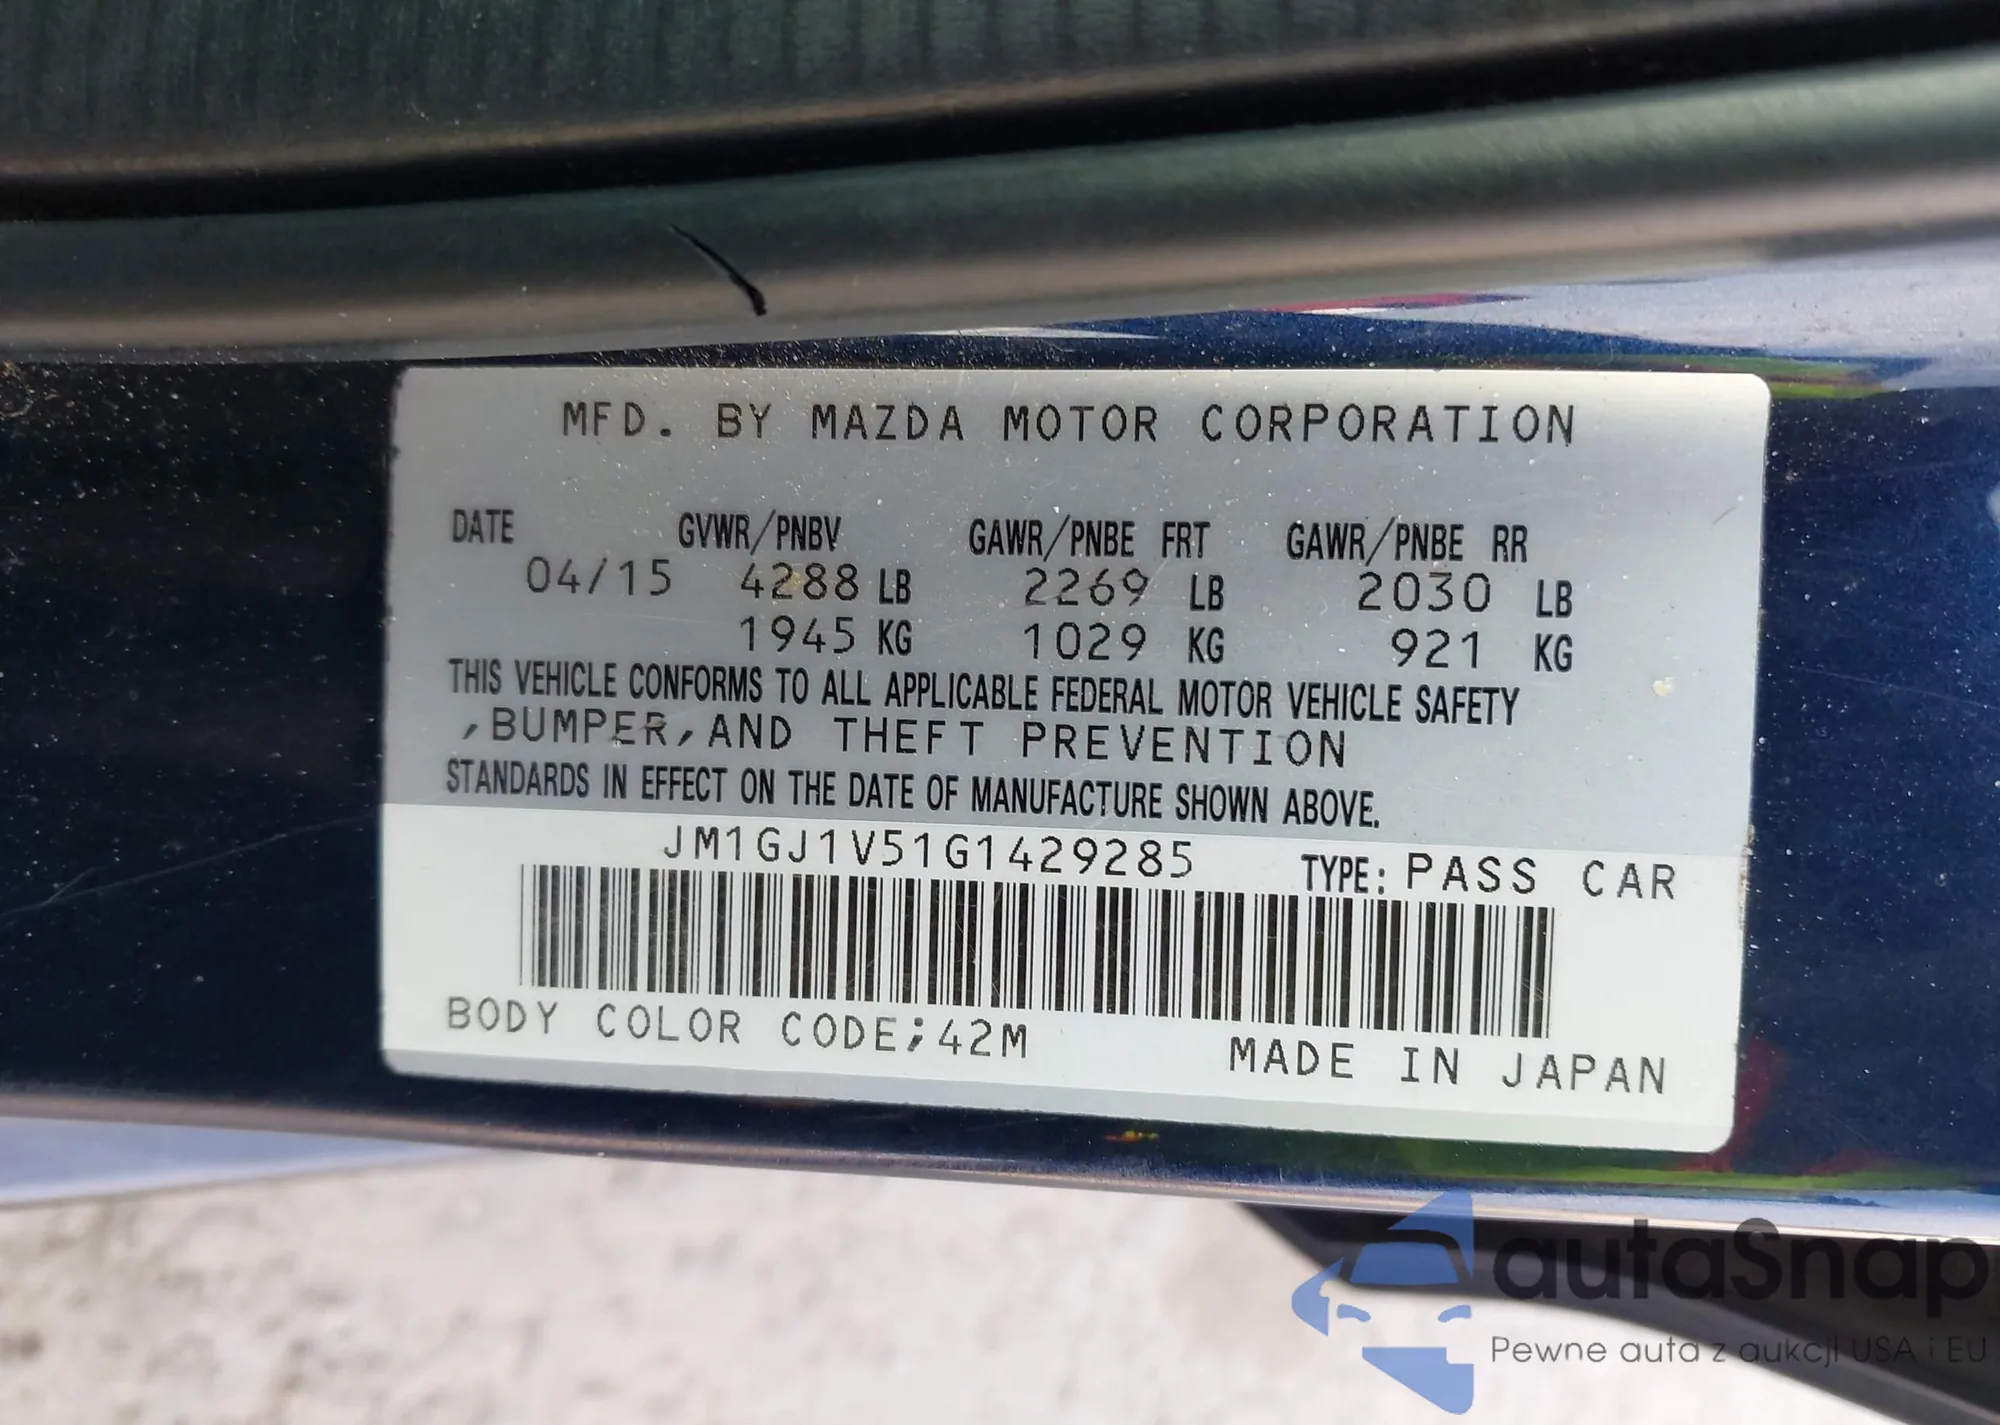 MFD. BY MAZDA MOTOR CORPORATION
DATE GVWR/PNBV GAWR/PNBE FRT GAWR/PNBE RR
04/15 4288 LB 2269 LB 2030 LB
1945 KG 1029 KG 921 KG
THIS VEHICLE CONFORMS TO ALL APPLICABLE FEDERAL MOTOR VEHICLE SAFETY
,BUMPER,AND THEFT PREVENTION
STANDARDS IN EFFECT ON THE DATE OF MANUFACTURE SHOWN ABOVE.
JM1GJ1V51G1429285 TYPE: PASS CAR
BODY COLOR CODE;42M MADE IN JAPAN
autaSnap
Pewne auta z aukcji USA i EU